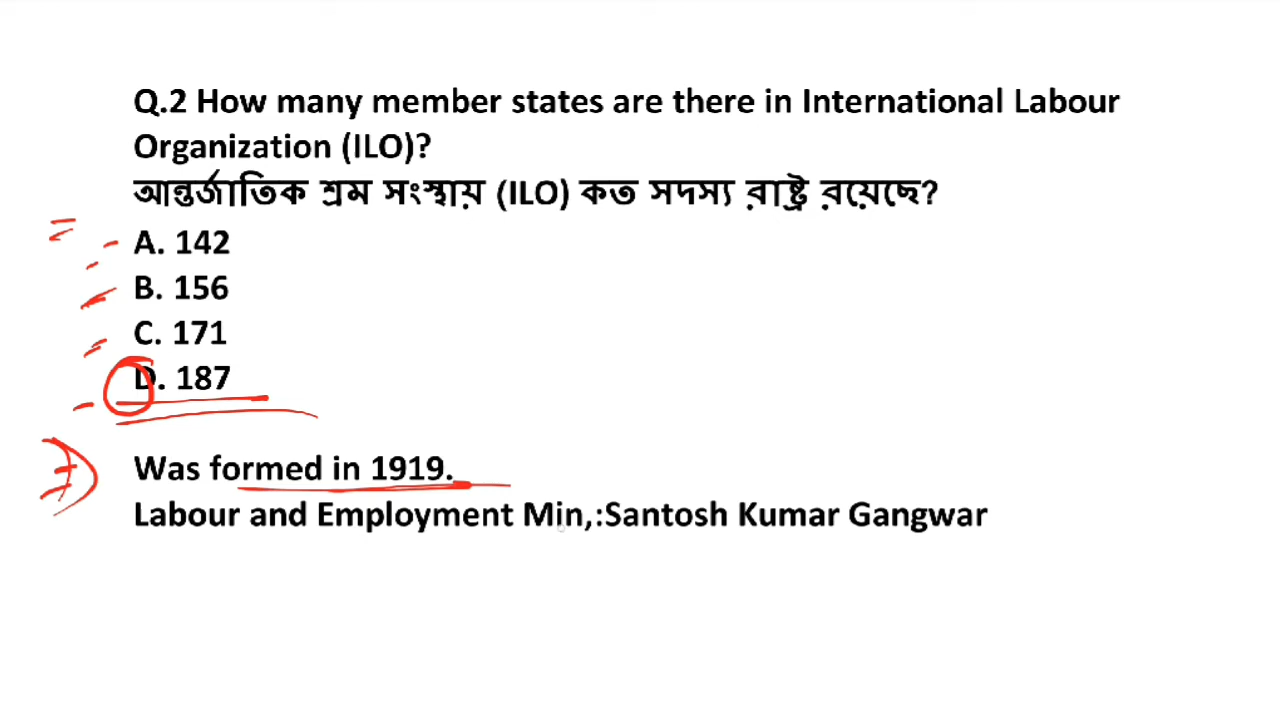 Q.2 How many member states are there in International Labour
Organization (ILO)?
আন্তর্জাতিক শ্রম সংস্থায় (ILO) কত সদস্য রাষ্ট্র রয়েছে?
A. 142
B. 156
C. 171
D. 187
Was formed in 1919.
Labour and Employment Min,:Santosh Kumar Gangwar